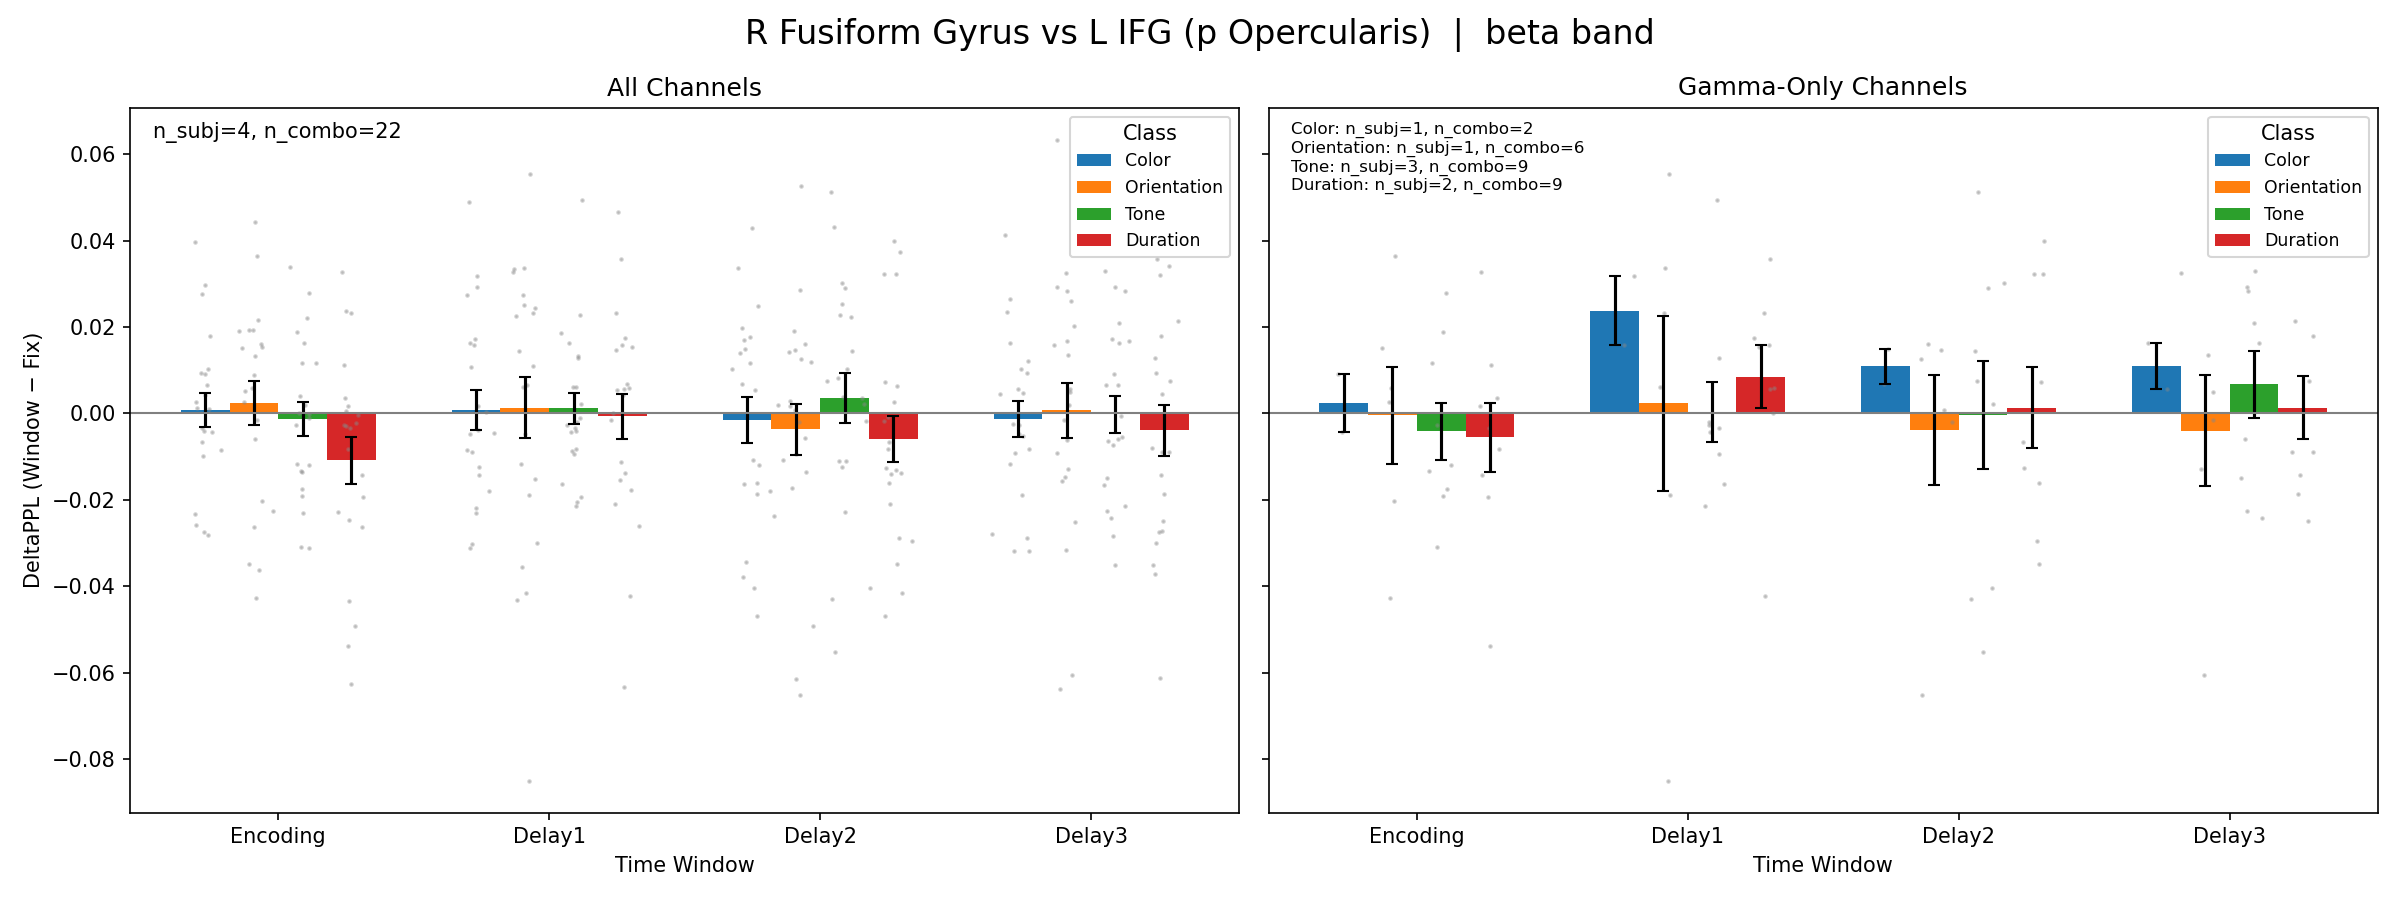 R Fusiform Gyrus vs L IFG (p Opercularis)  |  beta band
All Channels
n_subj=4, n_combo=22
Class
Color
Orientation
Tone
Duration
DeltaPPL (Window − Fix)
0.06
0.04
0.02
0.00
−0.02
−0.04
−0.06
−0.08
Encoding
Delay1
Delay2
Delay3
Time Window
Gamma-Only Channels
Color: n_subj=1, n_combo=2
Orientation: n_subj=1, n_combo=6
Tone: n_subj=3, n_combo=9
Duration: n_subj=2, n_combo=9
Class
Color
Orientation
Tone
Duration
Encoding
Delay1
Delay2
Delay3
Time Window